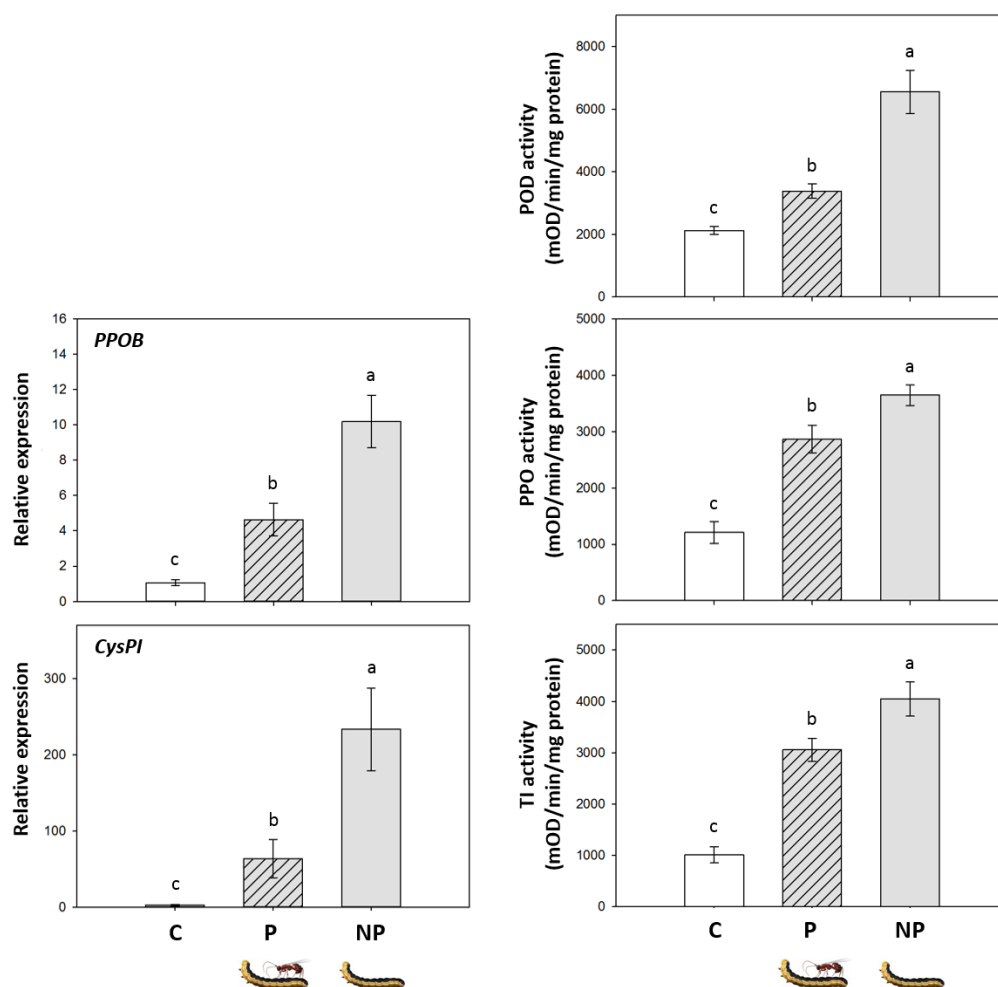 PPOB
Relative expression
16
14
12
10
8
6
4
2
0
c
b
a
CysPI
Relative expression
300
200
100
0
c
b
a
C P NP
POD activity
(mOD/min/mg protein)
8000
6000
4000
2000
0
c
b
a
PPO activity
(mOD/min/mg protein)
5000
4000
3000
2000
1000
0
c
b
a
TI activity
(mOD/min/mg protein)
5000
4000
3000
2000
1000
0
c
b
a
C P NP